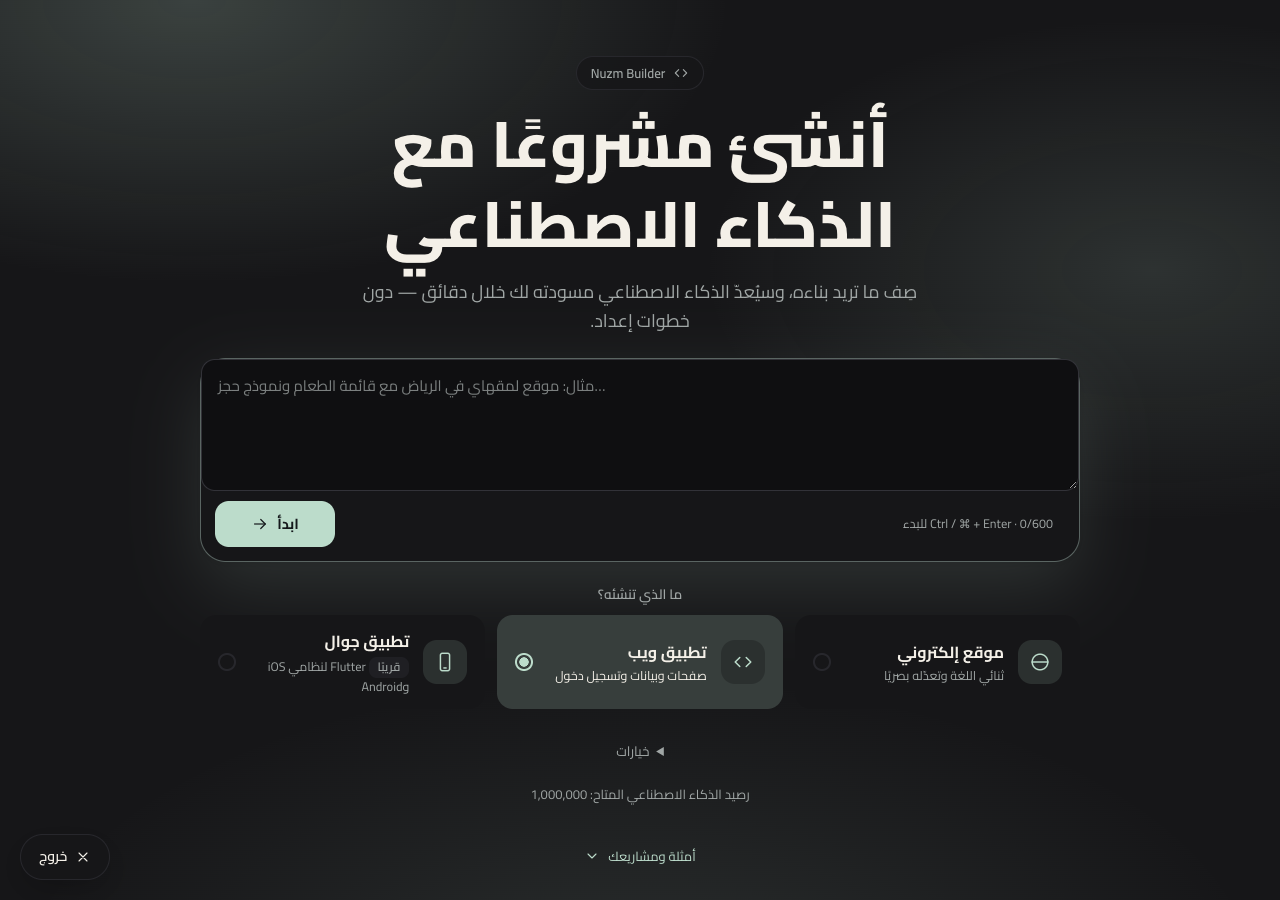 Nuzm Builder
أنشئ مشروعًا مع
الذكاء الاصطناعي
صِف ما تريد بناءه، وسيُعدّ الذكاء الاصطناعي مسودته لك خلال دقائق — دون
خطوات إعداد.
مثال: موقع لمقهاي في الرياض مع قائمة الطعام ونموذج حجز...
0/600 · Ctrl / ⌘ + Enter للبدء
ابدأ
ما الذي تنشئه؟
موقع إلكتروني
ثنائي اللغة وتعدّله بصريًا
تطبيق ويب
صفحات وبيانات وتسجيل دخول
تطبيق جوال
قريبًا Flutter لنظامي iOS
وAndroid
خيارات
رصيد الذكاء الاصطناعي المتاح: 1,000,000
أمثلة ومشاريعك
خروج